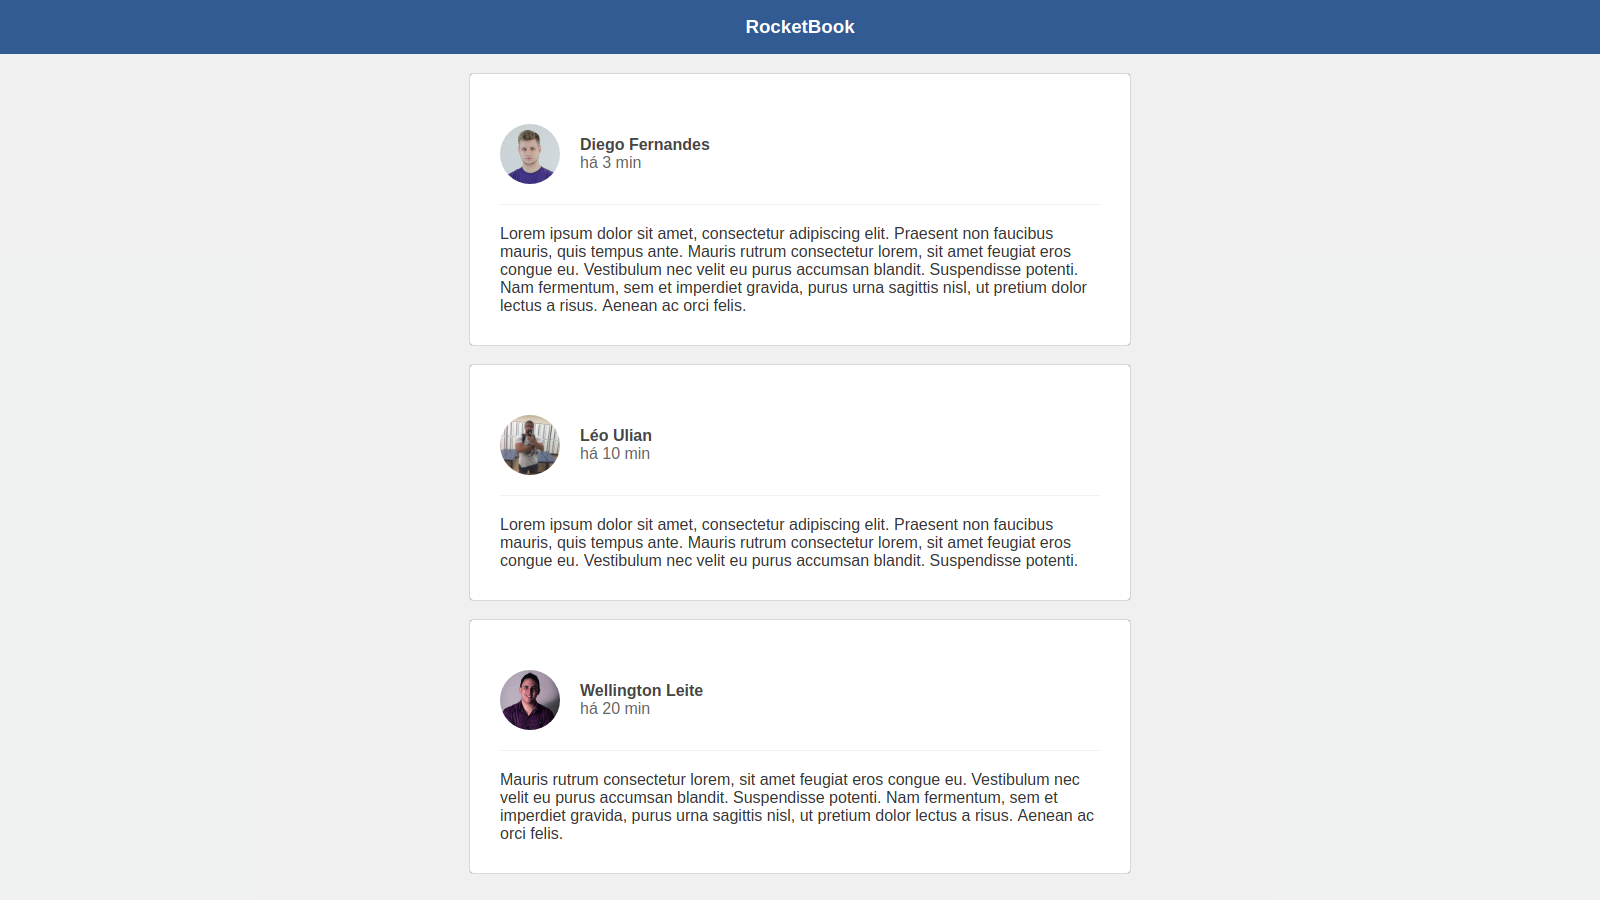 RocketBook
Diego Fernandes
há 3 min
Lorem ipsum dolor sit amet, consectetur adipiscing elit. Praesent non faucibus
mauris, quis tempus ante. Mauris rutrum consectetur lorem, sit amet feugiat eros
congue eu. Vestibulum nec velit eu purus accumsan blandit. Suspendisse potenti.
Nam fermentum, sem et imperdiet gravida, purus urna sagittis nisl, ut pretium dolor
lectus a risus. Aenean ac orci felis.
Léo Ulian
há 10 min
Lorem ipsum dolor sit amet, consectetur adipiscing elit. Praesent non faucibus
mauris, quis tempus ante. Mauris rutrum consectetur lorem, sit amet feugiat eros
congue eu. Vestibulum nec velit eu purus accumsan blandit. Suspendisse potenti.
Wellington Leite
há 20 min
Mauris rutrum consectetur lorem, sit amet feugiat eros congue eu. Vestibulum nec
velit eu purus accumsan blandit. Suspendisse potenti. Nam fermentum, sem et
imperdiet gravida, purus urna sagittis nisl, ut pretium dolor lectus a risus. Aenean ac
orci felis.